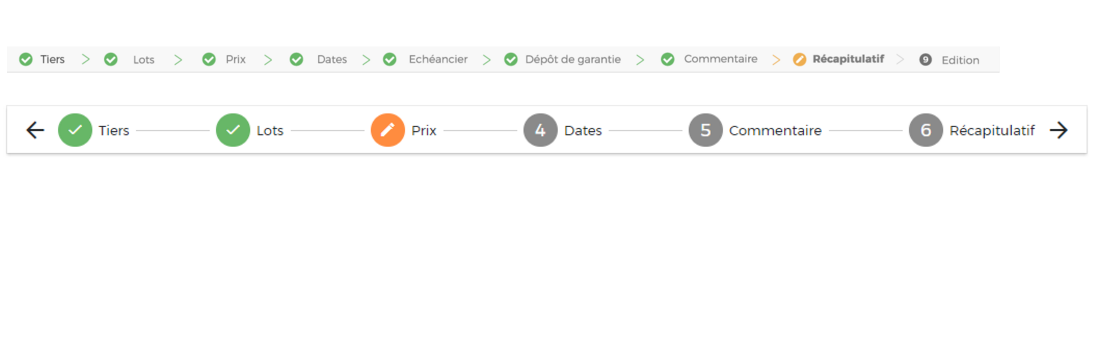 Tiers Lots Prix Dates Echéancier Dépôt de garantie Commentaire Récapitulatif 9 Edition
Tiers Lots Prix 4 Dates 5 Commentaire 6 Récapitulatif